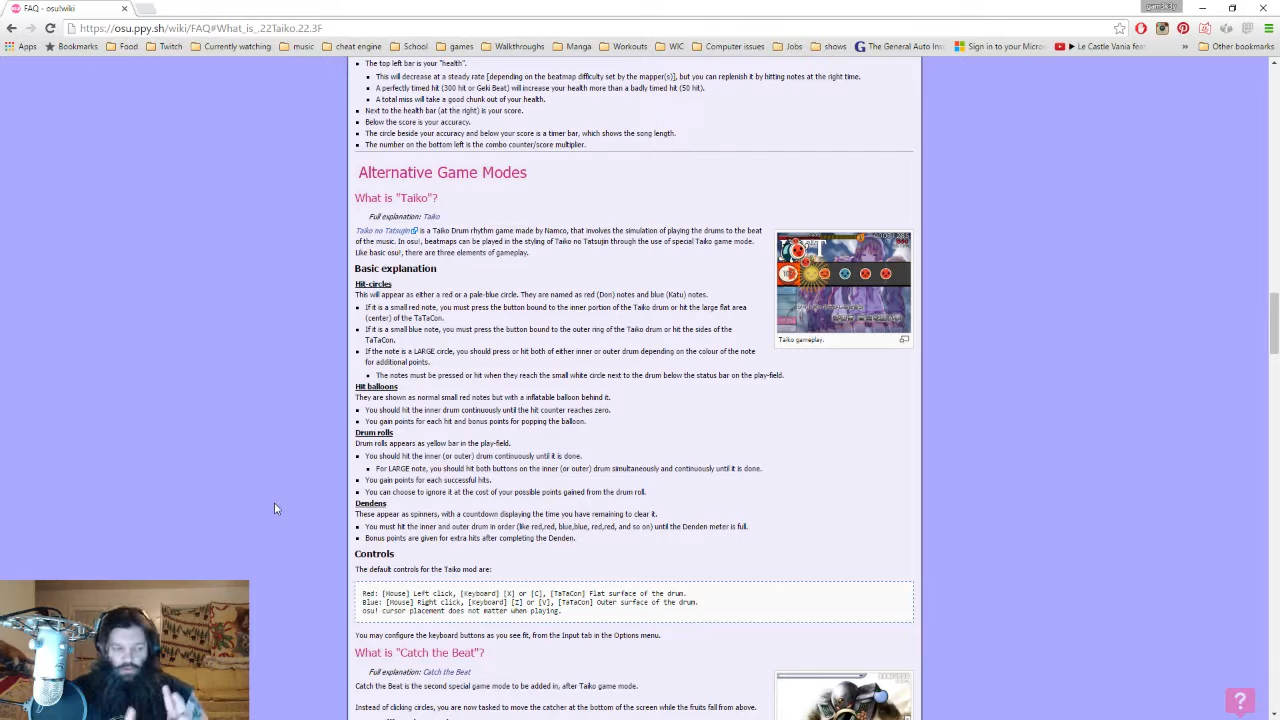 FAQ - osu!wiki
gam3k3y
https://osu.ppy.sh/wiki/FAQ#What_is_.22Taiko.22.3F
Apps Bookmarks Food Twitch Currently watching music cheat engine School games Walkthroughs Manga Workouts WIC Computer issues Jobs shows The General Auto Ins Sign in to your Micro Le Castle Vania feat » Other bookmarks
The top left bar is your "health".
This will decrease at a steady rate [depending on the beatmap difficulty set by the mapper(s)], but you can replenish it by hitting notes at the right time.
A perfectly timed hit (300 hit or Geki Beat) will increase your health more than a badly timed hit (50 hit).
A total miss will take a good chunk out of your health.
Next to the health bar (at the right) is your score.
Below the score is your accuracy.
The circle beside your accuracy and below your score is a timer bar, which shows the song length.
The number on the bottom left is the combo counter/score multiplier.
Alternative Game Modes
What is "Taiko"?
Full explanation: Taiko
Taiko no Tatsujin is a Taiko Drum rhythm game made by Namco, that involves the simulation of playing the drums to the beat
of the music. In osu!, beatmaps can be played in the styling of Taiko no Tatsujin through the use of special Taiko game mode.
Like basic osu!, there are three elements of gameplay.
Basic explanation
Hit-circles
This will appear as either a red or a pale-blue circle. They are named as red (Don) notes and blue (Katu) notes.
If it is a small red note, you must press the button bound to the inner portion of the Taiko drum or hit the large flat area
(center) of the TaTaCon.
If it is a small blue note, you must press the button bound to the outer ring of the Taiko drum or hit the sides of the
TaTaCon.
If the note is a LARGE circle, you should press or hit both of either inner or outer drum depending on the colour of the note
for additional points.
The notes must be pressed or hit when they reach the small white circle next to the drum below the status bar on the play-field.
Taiko gameplay.
Hit balloons
They are shown as normal small red notes but with a inflatable balloon behind it.
You should hit the inner drum continuously until the hit counter reaches zero.
You gain points for each hit and bonus points for popping the balloon.
Drum rolls
Drum rolls appears as yellow bar in the play-field.
You should hit the inner (or outer) drum continuously until it is done.
For LARGE note, you should hit both buttons on the inner (or outer) drum simultaneously and continuously until it is done.
You gain points for each successful hits.
You can choose to ignore it at the cost of your possible points gained from the drum roll.
Dendens
These appear as spinners, with a countdown displaying the time you have remaining to clear it.
You must hit the inner and outer drum in order (like red,red, blue,blue, red,red, and so on) until the Denden meter is full.
Bonus points are given for extra hits after completing the Denden.
Controls
The default controls for the Taiko mod are:
Red: [Mouse] Left click, [Keyboard] [X] or [C], [TaTaCon] Flat surface of the drum.
Blue: [Mouse] Right click, [Keyboard] [Z] or [V], [TaTaCon] Outer surface of the drum.
osu! cursor placement does not matter when playing.
You may configure the keyboard buttons as you see fit, from the Input tab in the Options menu.
What is "Catch the Beat"?
Full explanation: Catch the Beat
Catch the Beat is the second special game mode to be added in, after Taiko game mode.
Instead of clicking circles, you are now tasked to move the catcher at the bottom of the screen while the fruits fall from above.
?